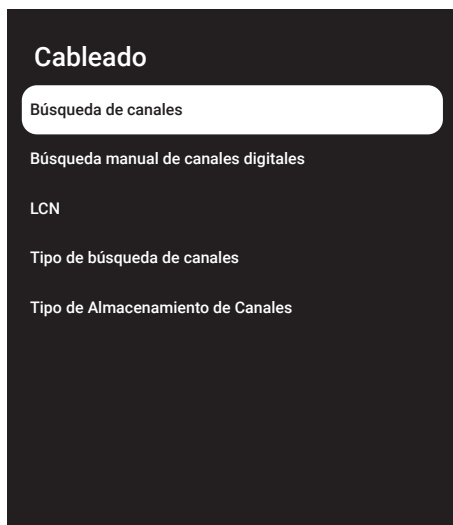 Cableado
Búsqueda de canales
Búsqueda manual de canales digitales
LCN
Tipo de búsqueda de canales
Tipo de Almacenamiento de Canales